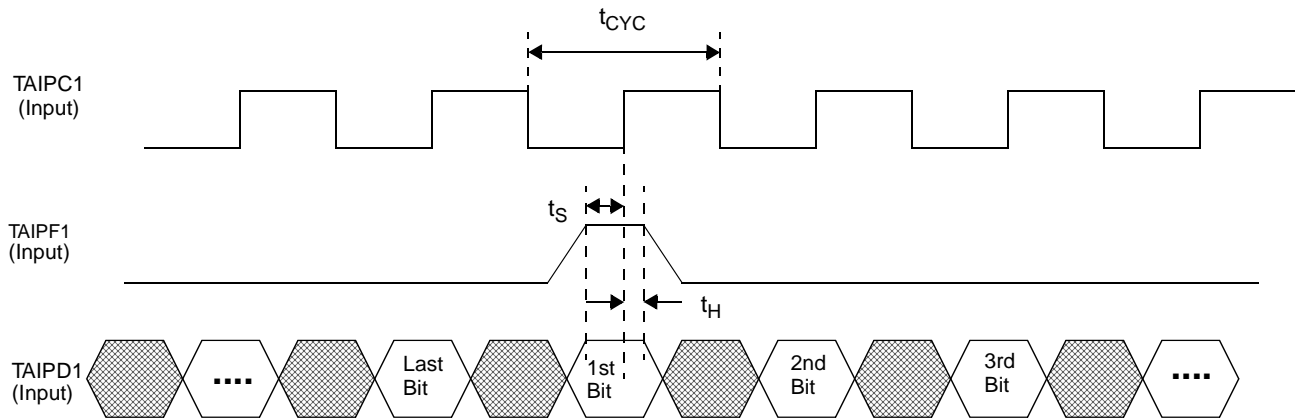 tCYC
TAIPC1
(Input)
tS
TAIPF1
(Input)
tH
TAIPD1
(Input)
....
Last
Bit
1st
Bit
2nd
Bit
3rd
Bit
....